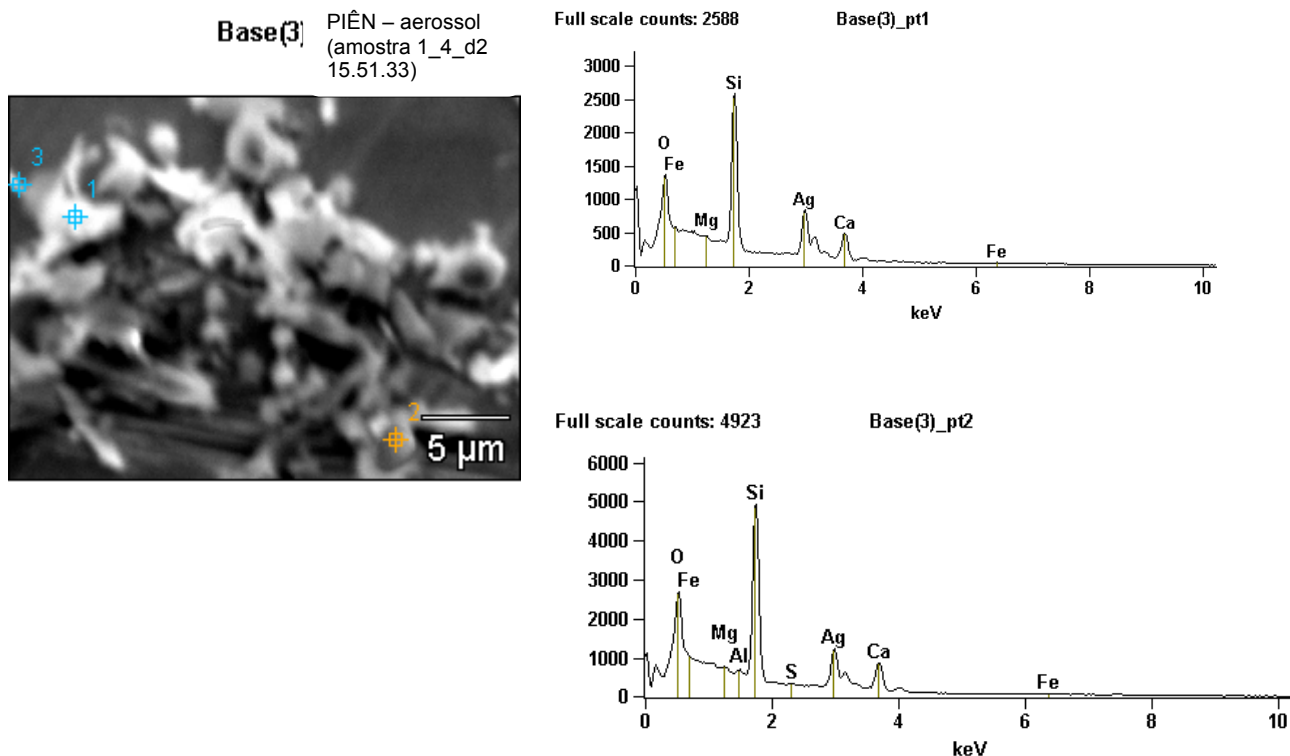 Base(3)
PIÊN – aerossol
(amostra 1_4_d2
15.51.33)
3
1
2
5 µm
Full scale counts: 2588 Base(3)_pt1
3000
2500
2000
1500
1000
500
0
O
Fe
Mg
Si
Ag
Ca
Fe
0 2 4 6 8 10
keV
Full scale counts: 4923 Base(3)_pt2
6000
5000
4000
3000
2000
1000
0
O
Fe
Mg
Al
Si
S
Ag
Ca
Fe
0 2 4 6 8 10
keV